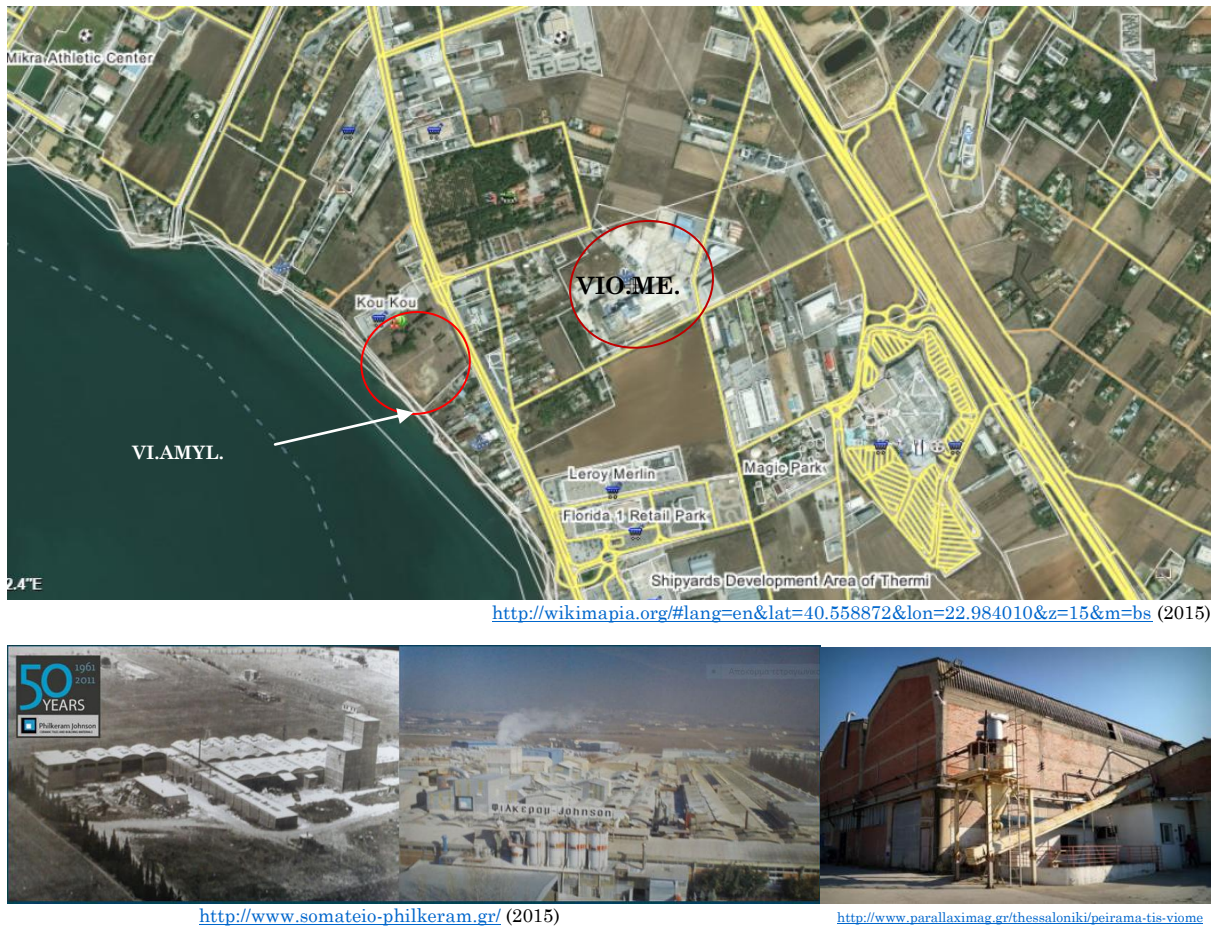 Mikra Athletic Center
Kou Kou
VIO.ME.
VI.AMYL.
Leroy Merlin
Magic Park
Florida 1 Retail Park
Shipyards Development Area of Thermi
2.4"E
http://wikimapia.org/#lang=en&lat=40.558872&lon=22.984010&z=15&m=bs (2015)
50 1961
2011
YEARS
Philkeram Johnson
Φιλκεραμ-Johnson
http://www.somateio-philkeram.gr/ (2015)
http://www.parallaximag.gr/thessaloniki/peirama-tis-viome